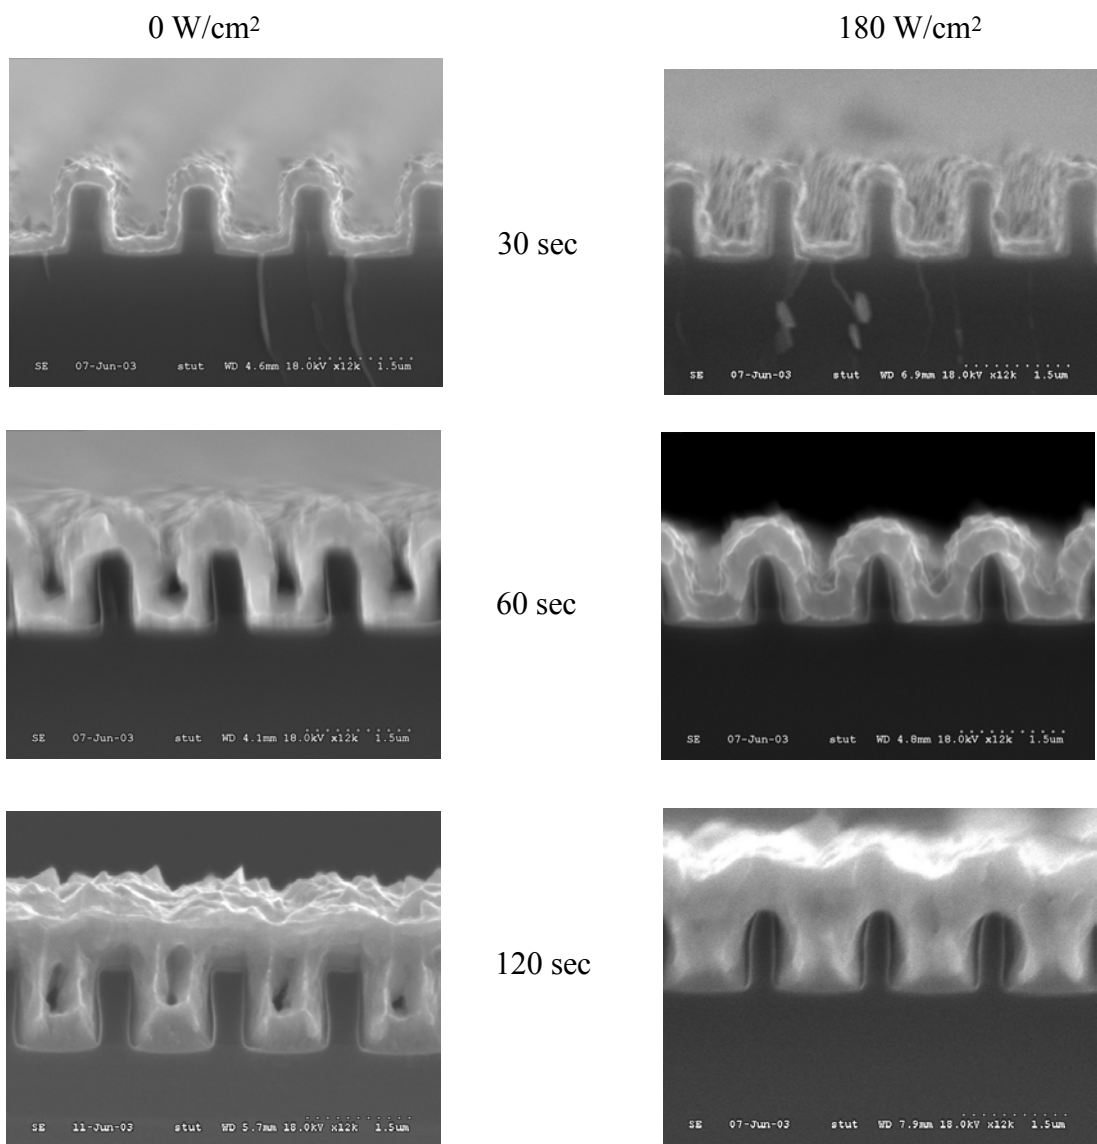 0 W/cm²
180 W/cm²
SE 07-Jun-03 stut WD 4.6mm 18.0kV x12k 1.5um
30 sec
SE 07-Jun-03 stut WD 6.9mm 18.0kV x12k 1.5um
SE 07-Jun-03 stut WD 4.1mm 18.0kV x12k 1.5um
60 sec
SE 07-Jun-03 stut WD 4.8mm 18.0kV x12k 1.5um
SE 11-Jun-03 stut WD 5.7mm 18.0kV x12k 1.5um
120 sec
SE 07-Jun-03 stut WD 7.9mm 18.0kV x12k 1.5um